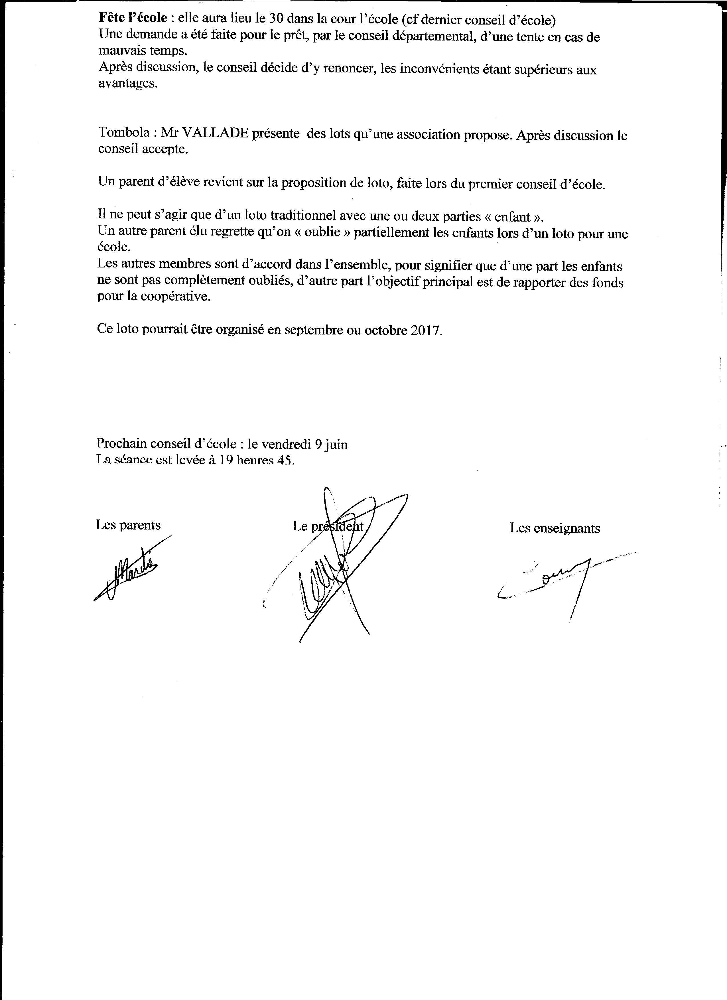 Fête l'école : elle aura lieu le 30 dans la cour l'école (cf dernier conseil d'école)
Une demande a été faite pour le prêt, par le conseil départemental, d'une tente en cas de
mauvais temps.
Après discussion, le conseil décide d'y renoncer, les inconvénients étant supérieurs aux
avantages.
Tombola : Mr VALLADE présente  des lots qu'une association propose. Après discussion le
conseil accepte.
Un parent d'élève revient sur la proposition de loto, faite lors du premier conseil d'école.
Il ne peut s'agir que d'un loto traditionnel avec une ou deux parties « enfant ».
Un autre parent élu regrette qu'on « oublie » partiellement les enfants lors d'un loto pour une
école.
Les autres membres sont d'accord dans l'ensemble, pour signifier que d'une part les enfants
ne sont pas complètement oubliés, d'autre part l'objectif principal est de rapporter des fonds
pour la coopérative.
Ce loto pourrait être organisé en septembre ou octobre 2017.
Prochain conseil d'école : le vendredi 9 juin
La séance est levée à 19 heures 45.
Les parents Le président Les enseignants